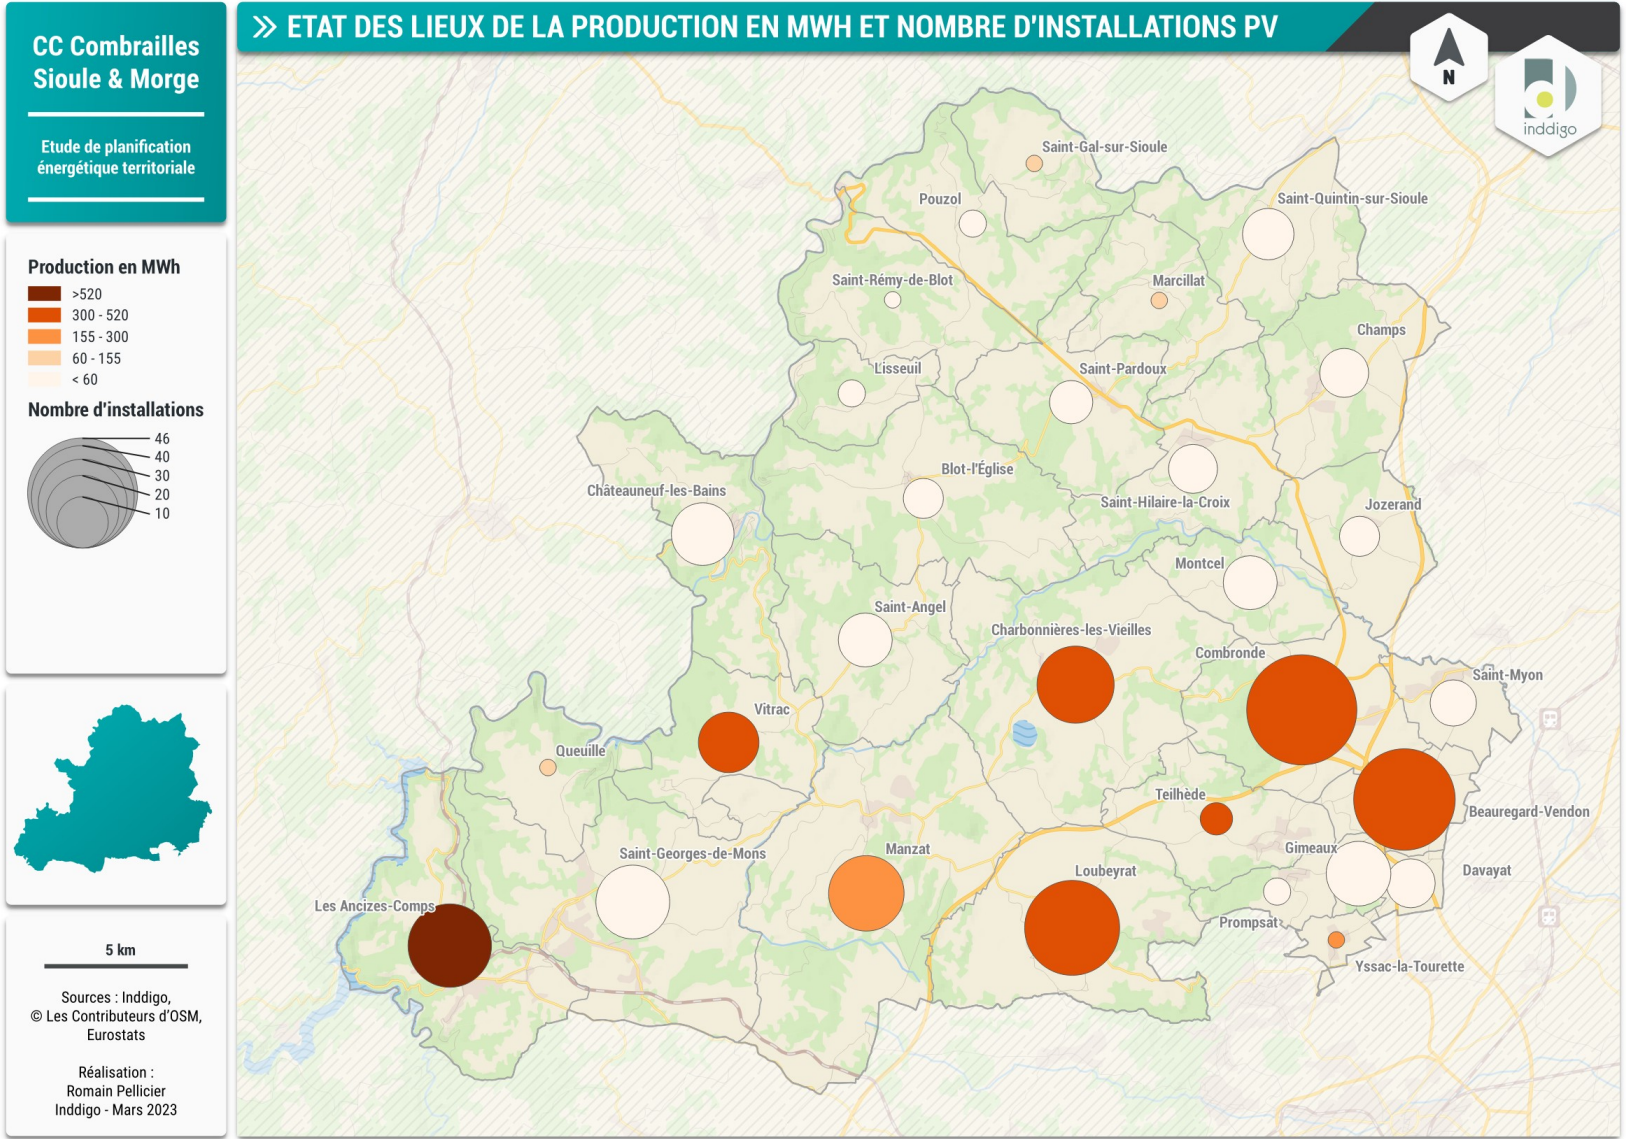 CC Combrailles
Sioule & Morge
Etude de planification
énergétique territoriale
ETAT DES LIEUX DE LA PRODUCTION EN MWH ET NOMBRE D'INSTALLATIONS PV
N
inddigo
Production en MWh
>520
300 - 520
155 - 300
60 - 155
< 60
Nombre d'installations
46
40
30
20
10
5 km
Sources : Inddigo,
© Les Contributeurs d'OSM,
Eurostats
Réalisation :
Romain Pellicier
Inddigo - Mars 2023
Saint-Gal-sur-Sioule
Pouzol
Saint-Quintin-sur-Sioule
Saint-Rémy-de-Blot
Marcillat
Champs
Lisseuil
Saint-Pardoux
Blot-l'Église
Châteauneuf-les-Bains
Saint-Hilaire-la-Croix
Jozerand
Montcel
Saint-Angel
Charbonnières-les-Vieilles
Combronde
Saint-Myon
Vitrac
Queuille
Teilhède
Beauregard-Vendon
Saint-Georges-de-Mons
Manzat
Gimeaux
Loubeyrat
Davayat
Les Ancizes-Comps
Prompsat
Yssac-la-Tourette